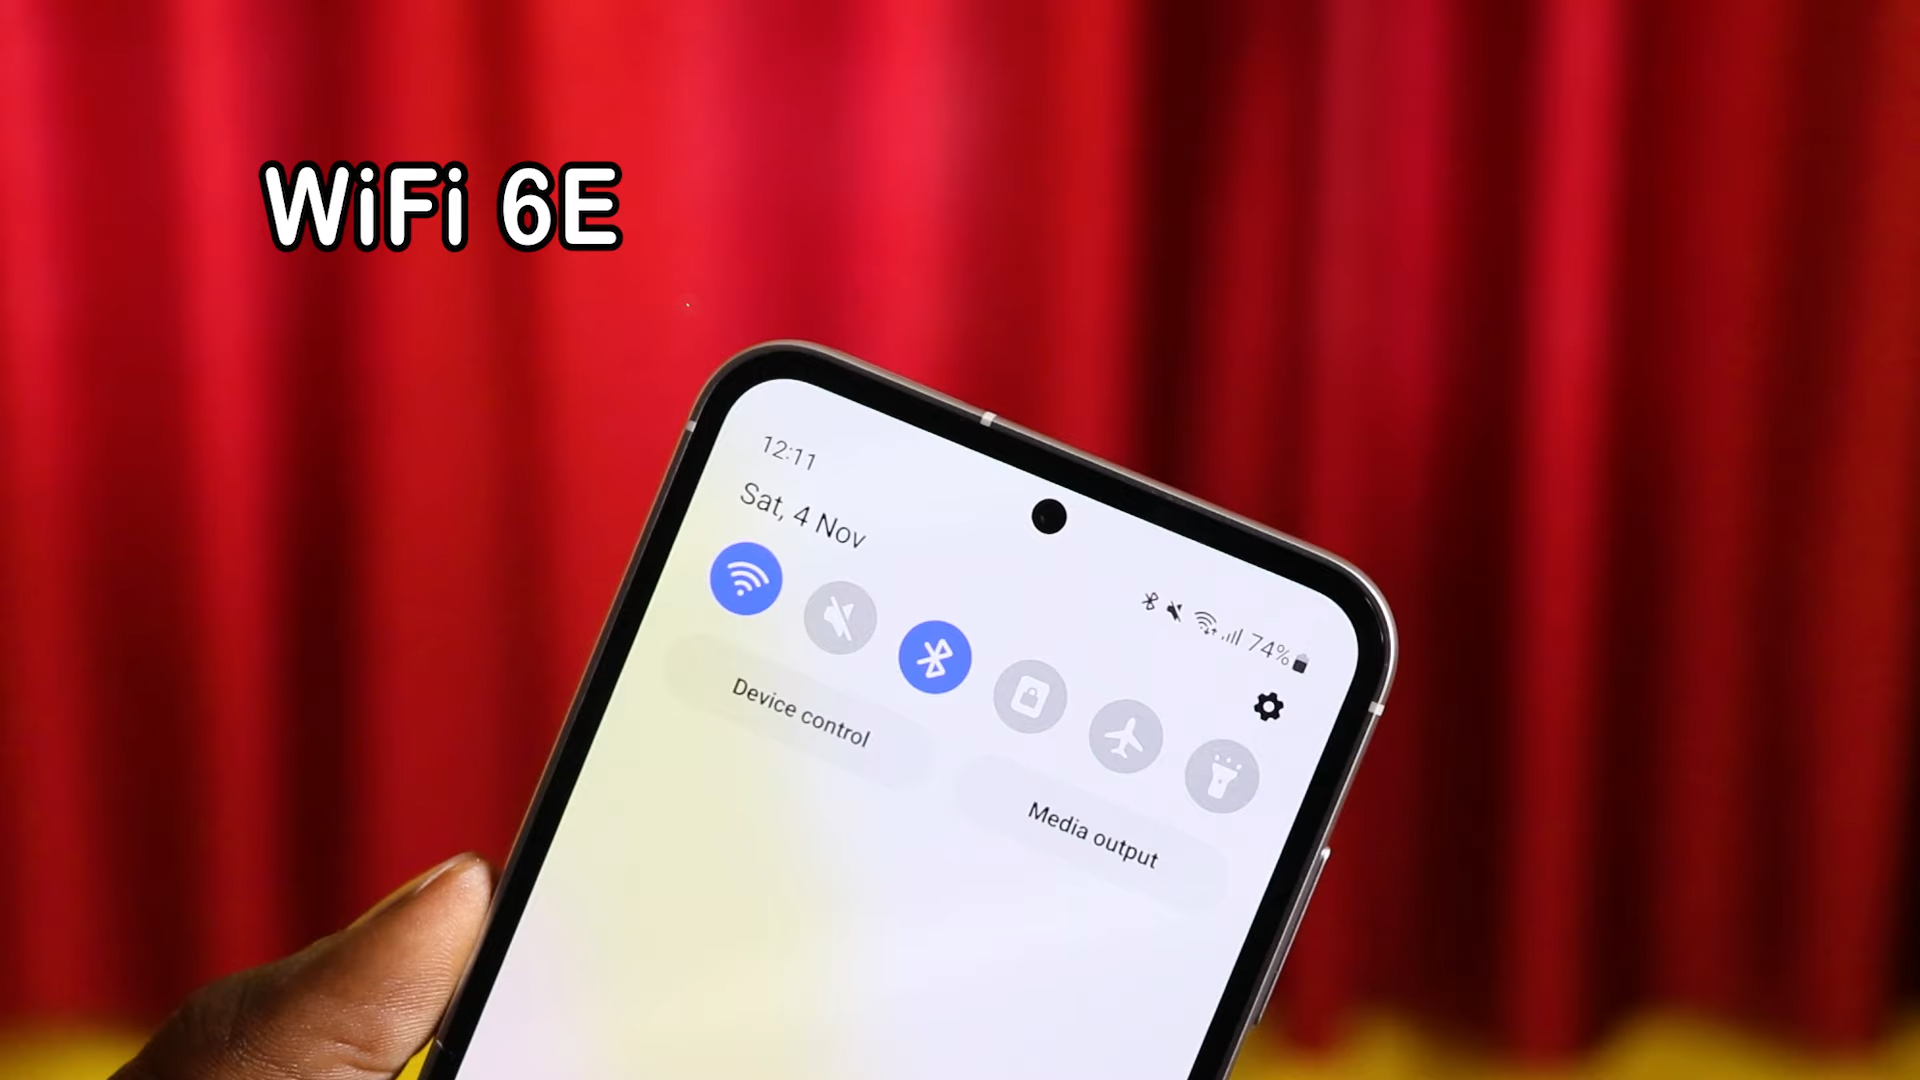 WiFi 6E
12:11
Sat, 4 Nov
74%
Device control
Media output